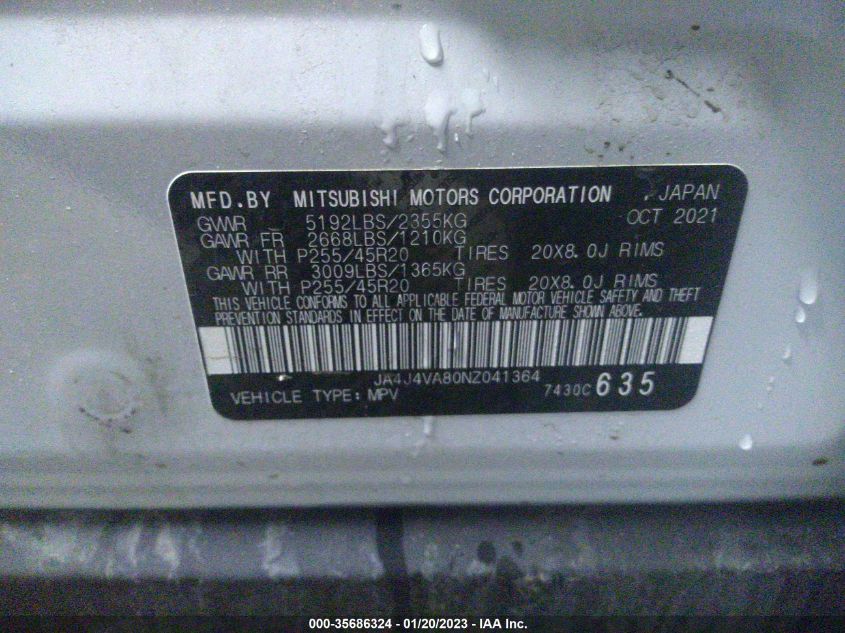 MFD.BY MITSUBISHI MOTORS CORPORATION , JAPAN
GVWR 5192LBS/2355KG OCT 2021
GAWR FR 2668LBS/1210KG
WITH P255/45R20 TIRES 20X8.0J RIMS
GAWR RR 3009LBS/1365KG
WITH P255/45R20 TIRES 20X8.0J RIMS
THIS VEHICLE CONFORMS TO ALL APPLICABLE FEDERAL MOTOR VEHICLE SAFETY AND THEFT
PREVENTION STANDARDS IN EFFECT ON THE DATE OF MANUFACTURE SHOWN ABOVE.
JA4J4VA80NZ041364
VEHICLE TYPE: MPV 7430C 635
000-35686324 - 01/20/2023 - IAA Inc.